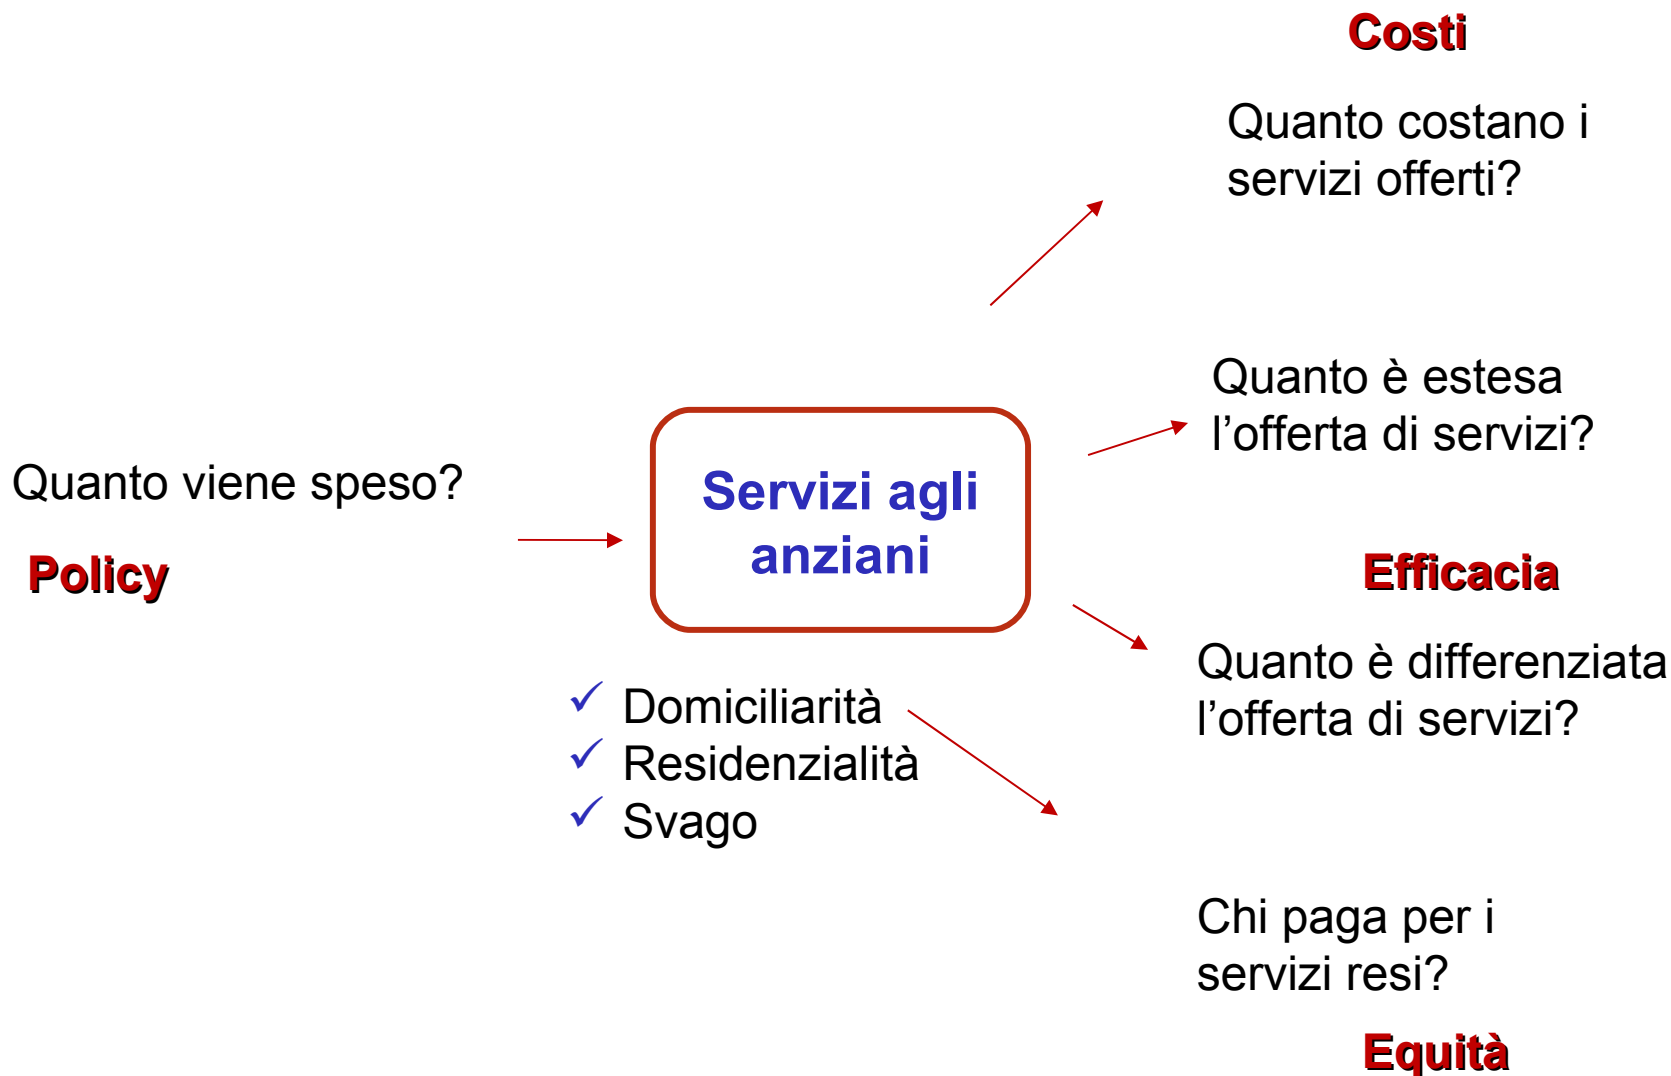 Costi
Quanto costano i
servizi offerti?
Quanto è estesa
l’offerta di servizi?
Quanto viene speso?
Policy
Servizi agli
anziani
Efficacia
Quanto è differenziata
l’offerta di servizi?
Domiciliarità
Residenzialità
Svago
Chi paga per i
servizi resi?
Equità